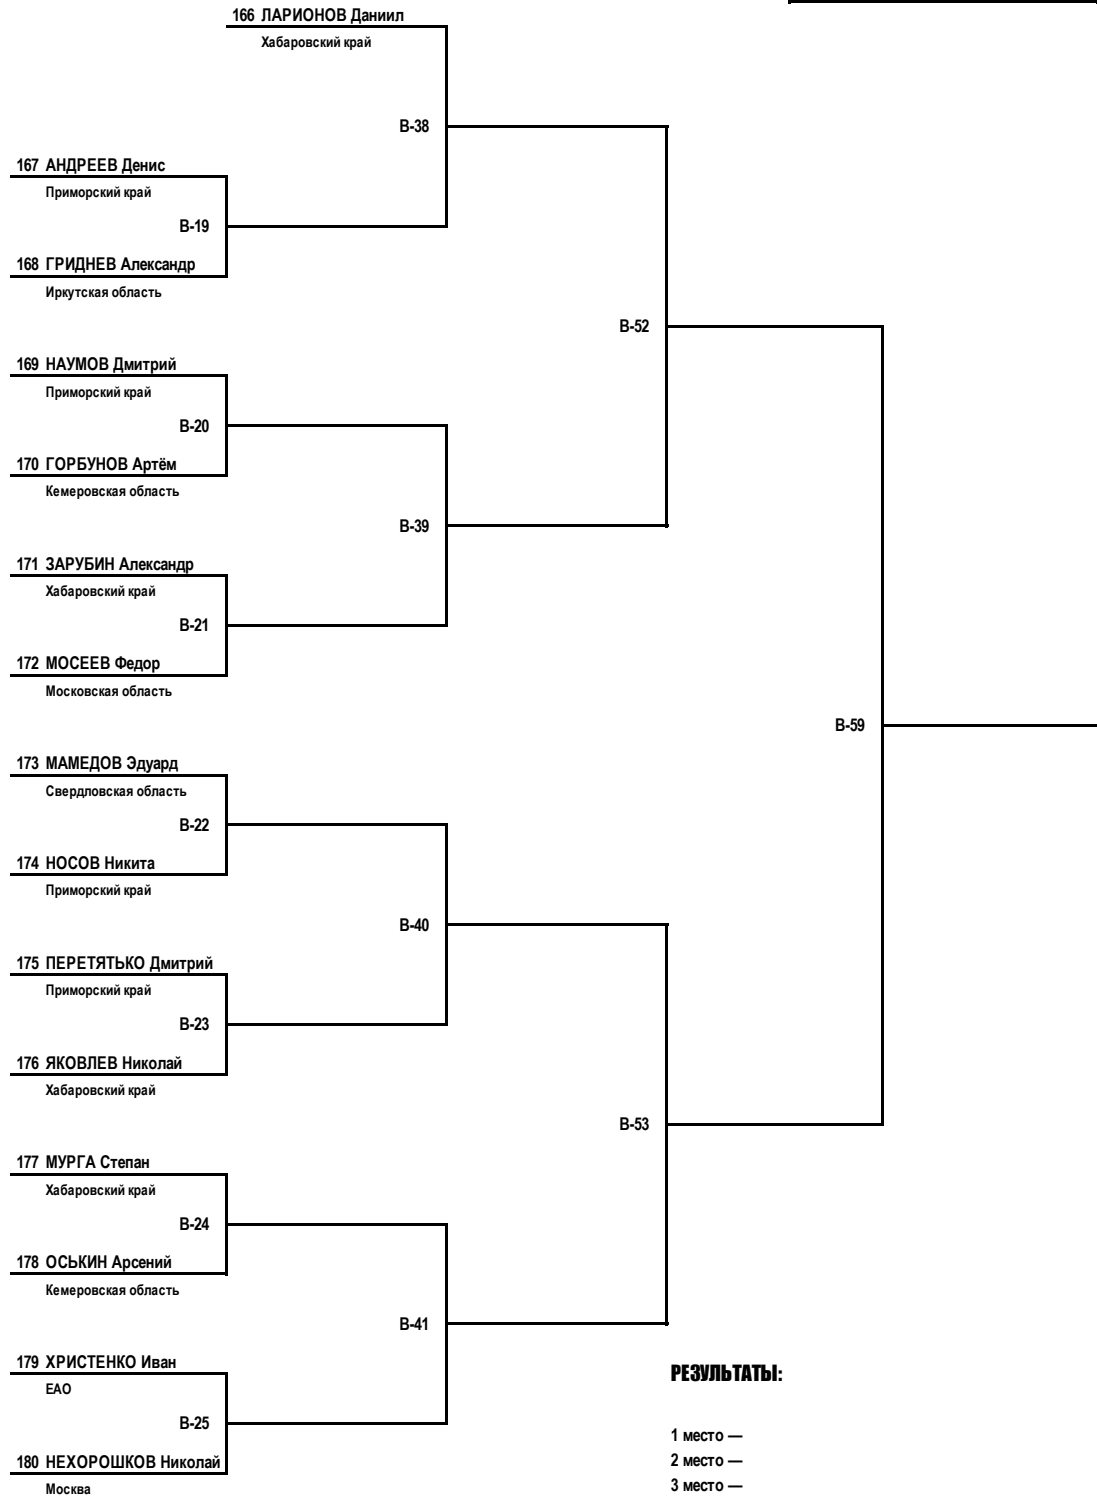 166 ЛАРИОНОВ Даниил
Хабаровский край
В-38
167 АНДРЕЕВ Денис
Приморский край
В-19
168 ГРИДНЕВ Александр
Иркутская область
В-52
169 НАУМОВ Дмитрий
Приморский край
В-20
170 ГОРБУНОВ Артём
Кемеровская область
В-39
171 ЗАРУБИН Александр
Хабаровский край
В-21
172 МОСЕЕВ Федор
Московская область
В-59
173 МАМЕДОВ Эдуард
Свердловская область
В-22
174 НОСОВ Никита
Приморский край
В-40
175 ПЕРЕТЯТЬКО Дмитрий
Приморский край
В-23
176 ЯКОВЛЕВ Николай
Хабаровский край
В-53
177 МУРГА Степан
Хабаровский край
В-24
178 ОСЬКИН Арсений
Кемеровская область
В-41
179 ХРИСТЕНКО Иван
ЕАО
В-25
180 НЕХОРОШКОВ Николай
Москва
РЕЗУЛЬТАТЫ:
1 место —
2 место —
3 место —